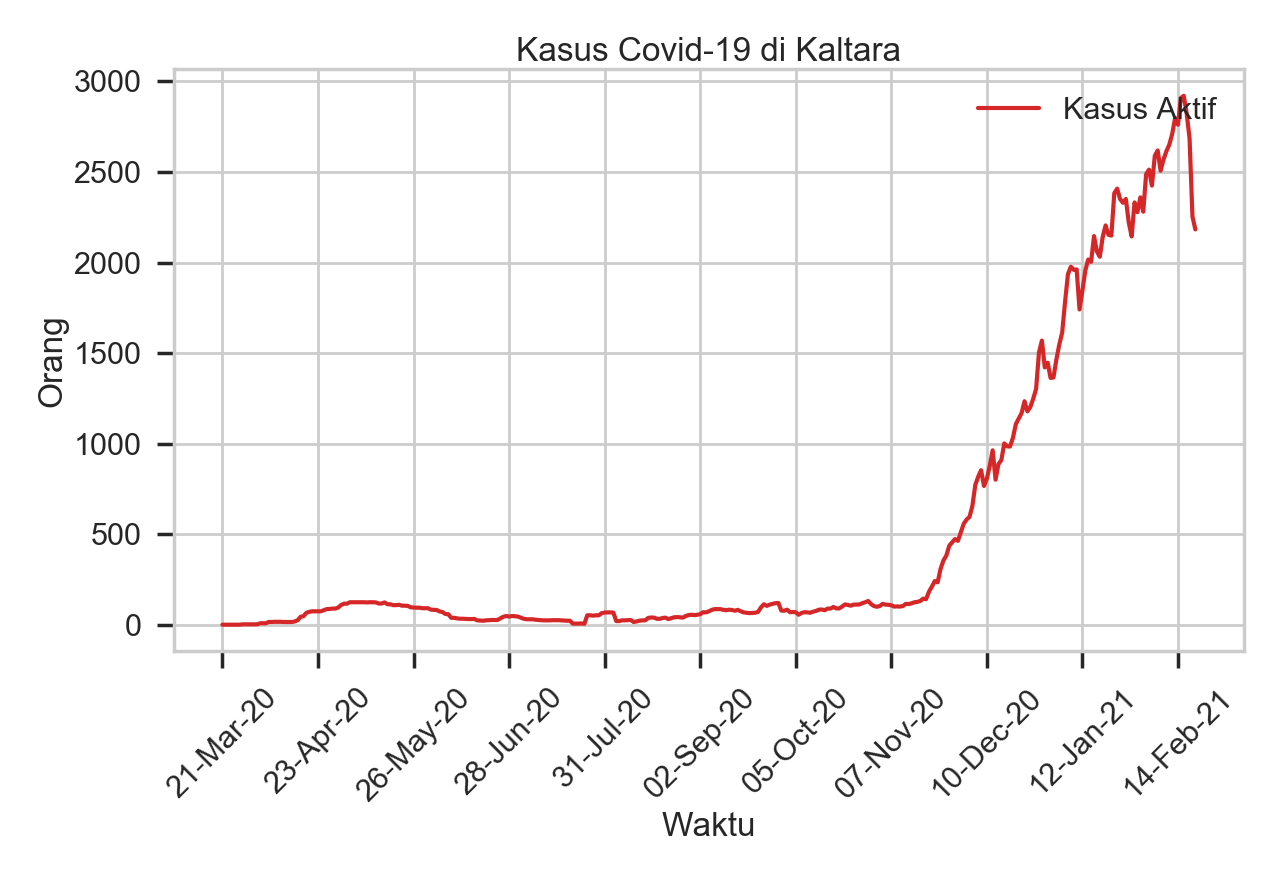 Kasus Covid-19 di Kaltara
Kasus Aktif
3000
2500
2000
1500
1000
500
0
Orang
21-Mar-20
23-Apr-20
26-May-20
28-Jun-20
31-Jul-20
02-Sep-20
05-Oct-20
07-Nov-20
10-Dec-20
12-Jan-21
14-Feb-21
Waktu